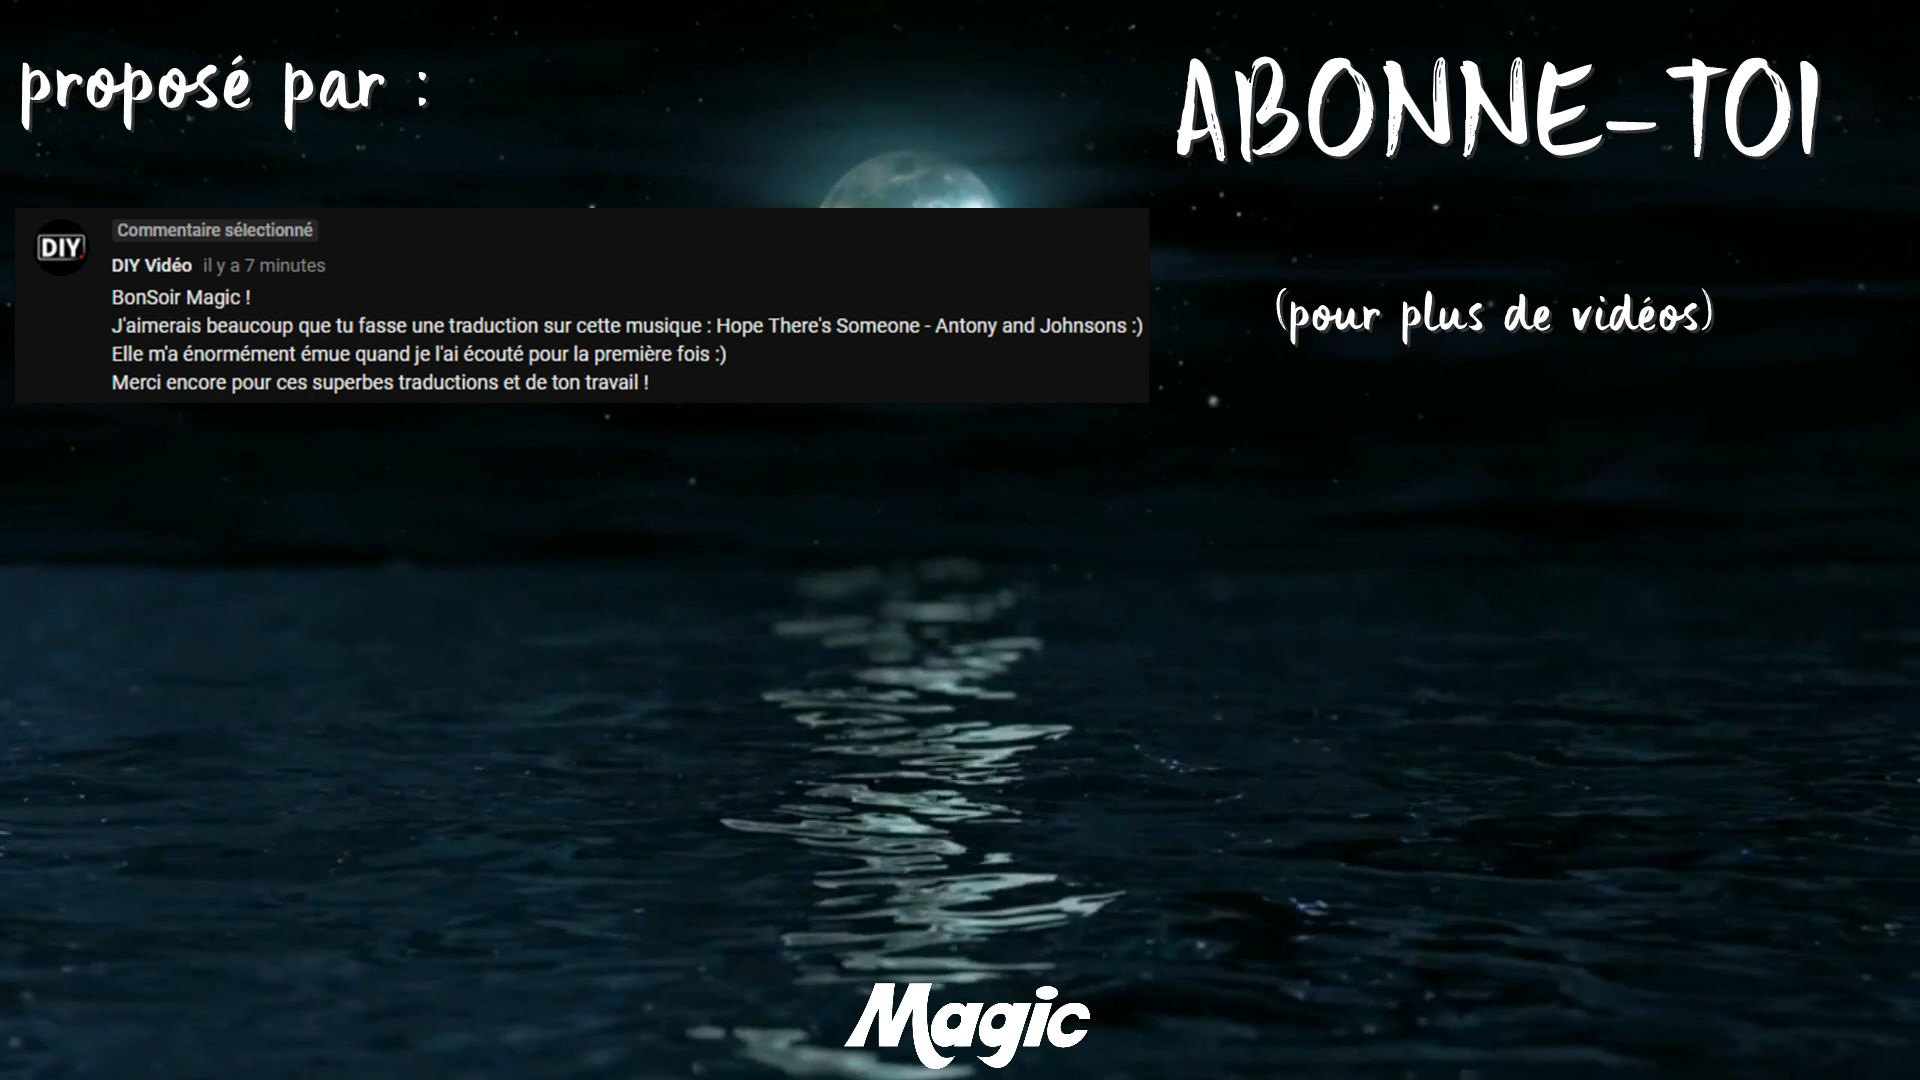 proposé par :
ABONNE-TOI
Commentaire sélectionné
DIY
DIY Vidéo il y a 7 minutes
BonSoir Magic !
J'aimerais beaucoup que tu fasse une traduction sur cette musique : Hope There's Someone - Antony and Johnsons :)
Elle m'a énormément émue quand je l'ai écouté pour la première fois :)
Merci encore pour ces superbes traductions et de ton travail !
(pour plus de vidéos)
Magic